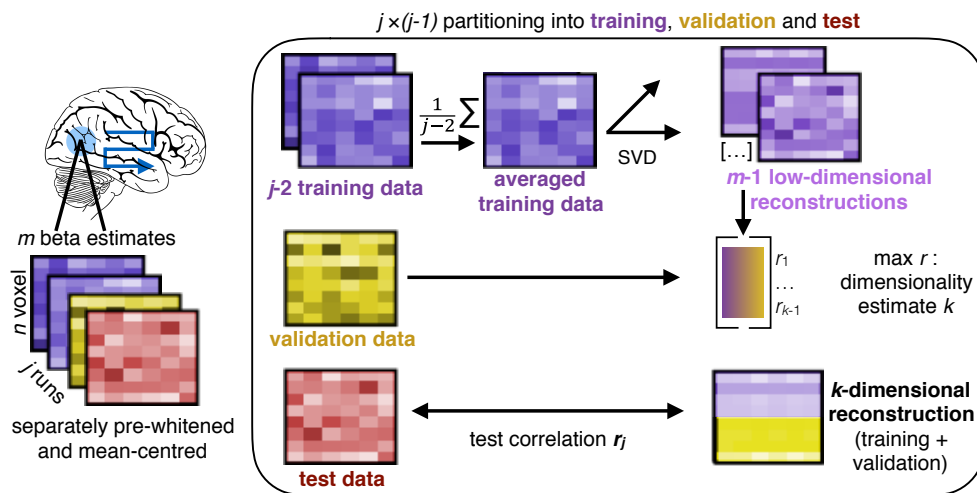 j × (j-1) partitioning into training, validation and test
m beta estimates
n voxel
j runs
separately pre-whitened
and mean-centred
j-2 training data
1
j−2
∑
averaged
training data
SVD
[...]
m-1 low-dimensional
reconstructions
validation data
r1
...
rk-1
max r :
dimensionality
estimate k
test data
test correlation rj
k-dimensional
reconstruction
(training +
validation)